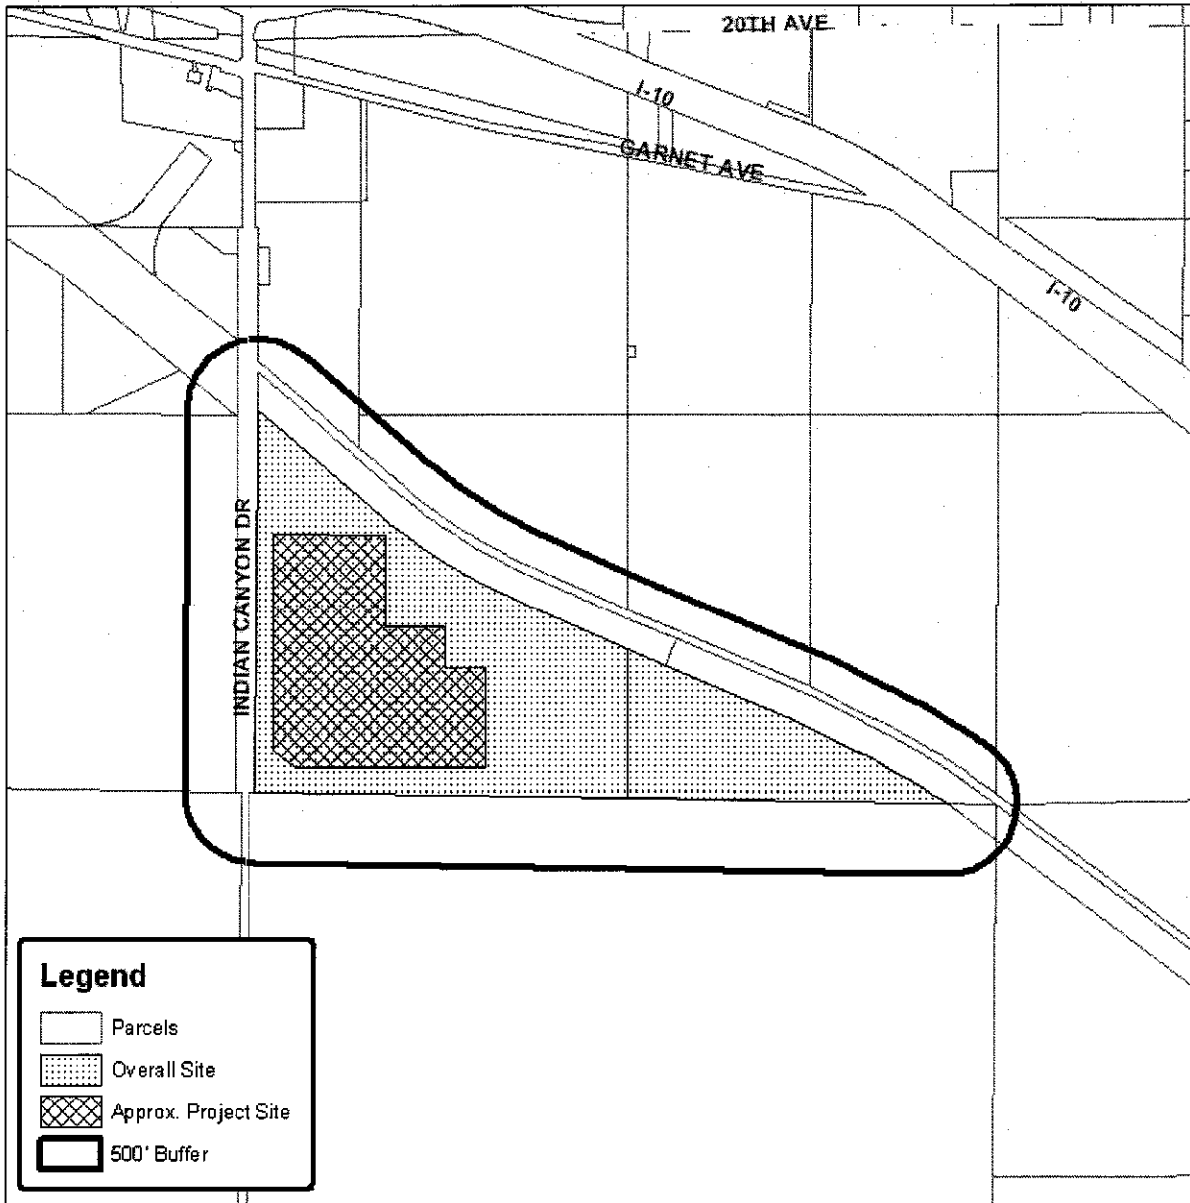 20TH AVE
I-10
GARNET AVE
I-10
INDIAN CANYON DR
Legend
Parcels
Overall Site
Approx. Project Site
500' Buffer